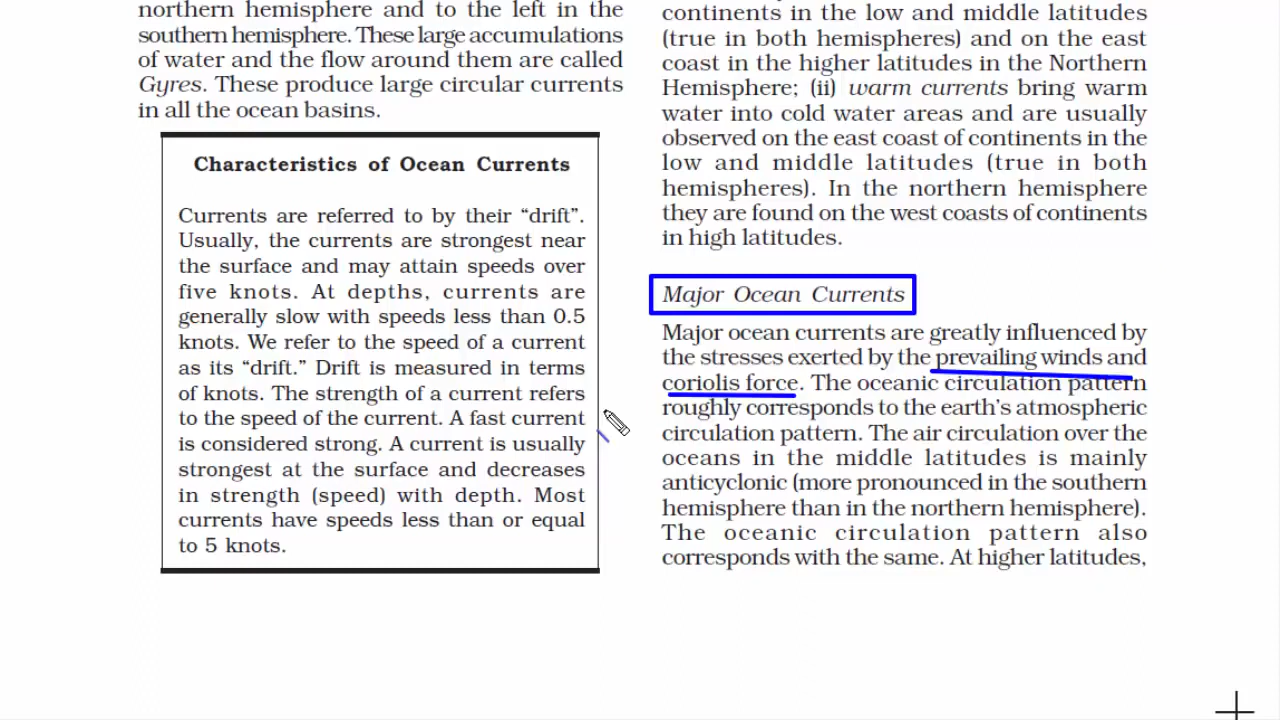 northern hemisphere and to the left in the
southern hemisphere. These large accumulations
of water and the flow around them are called
Gyres. These produce large circular currents
in all the ocean basins.
Characteristics of Ocean Currents
Currents are referred to by their “drift”.
Usually, the currents are strongest near
the surface and may attain speeds over
five knots. At depths, currents are
generally slow with speeds less than 0.5
knots. We refer to the speed of a current
as its “drift.” Drift is measured in terms
of knots. The strength of a current refers
to the speed of the current. A fast current
is considered strong. A current is usually
strongest at the surface and decreases
in strength (speed) with depth. Most
currents have speeds less than or equal
to 5 knots.
continents in the low and middle latitudes
(true in both hemispheres) and on the east
coast in the higher latitudes in the Northern
Hemisphere; (ii) warm currents bring warm
water into cold water areas and are usually
observed on the east coast of continents in the
low and middle latitudes (true in both
hemispheres). In the northern hemisphere
they are found on the west coasts of continents
in high latitudes.
Major Ocean Currents
Major ocean currents are greatly influenced by
the stresses exerted by the prevailing winds and
coriolis force. The oceanic circulation pattern
roughly corresponds to the earth’s atmospheric
circulation pattern. The air circulation over the
oceans in the middle latitudes is mainly
anticyclonic (more pronounced in the southern
hemisphere than in the northern hemisphere).
The oceanic circulation pattern also
corresponds with the same. At higher latitudes,